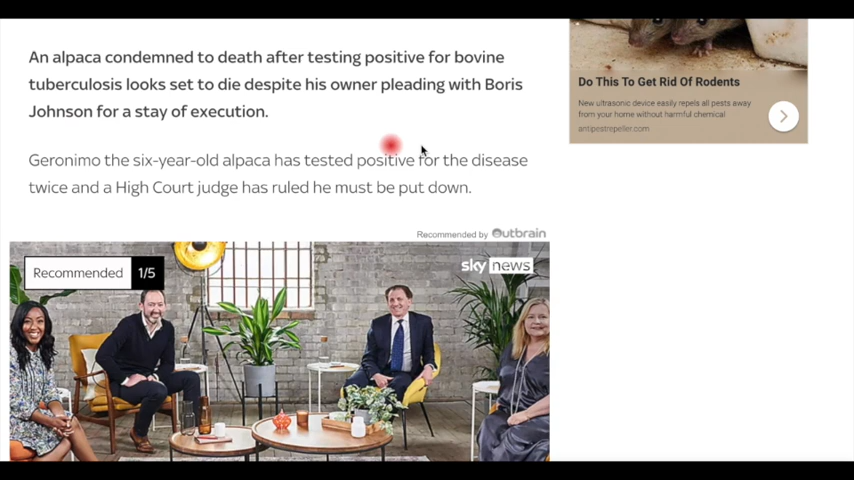 An alpaca condemned to death after testing positive for bovine
tuberculosis looks set to die despite his owner pleading with Boris
Johnson for a stay of execution.
Geronimo the six-year-old alpaca has tested positive for the disease
twice and a High Court judge has ruled he must be put down.
Recommended by Outbrain
Recommended 1/5
sky news
Do This To Get Rid Of Rodents
New ultrasonic device easily repels all pests away
from your home without harmful chemical
antipestrepeller.com